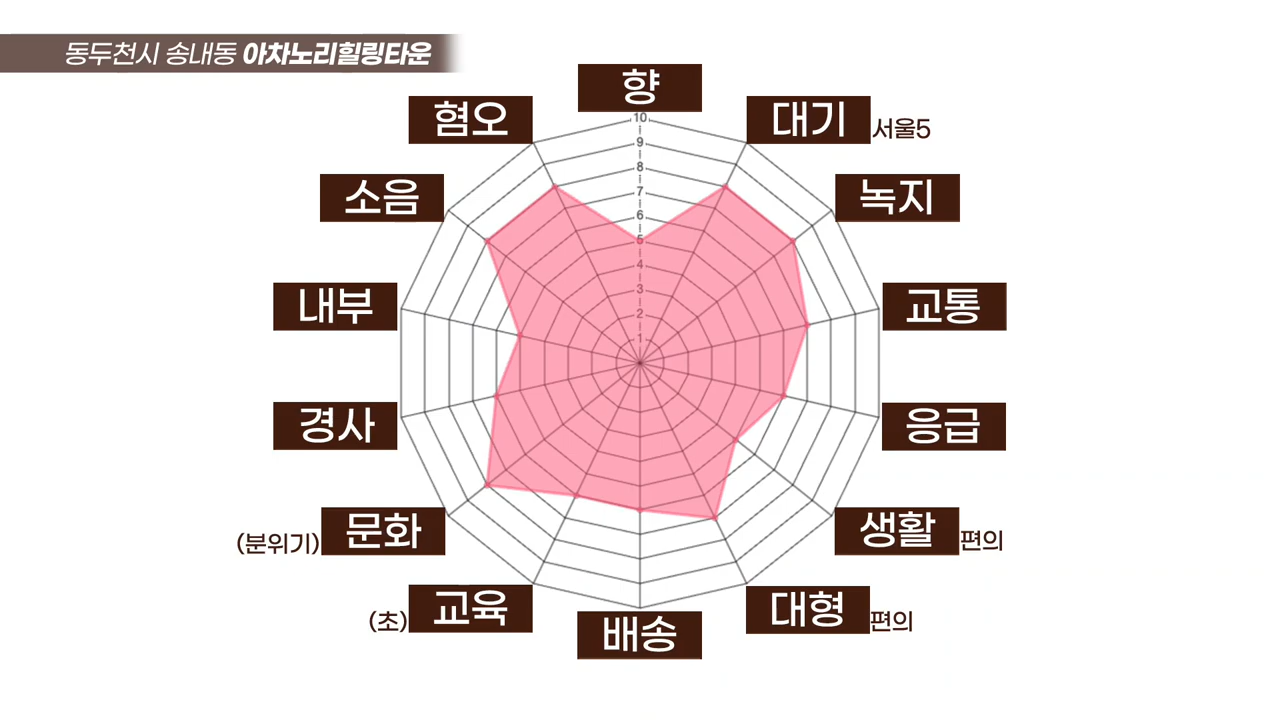 동두천시 송내동 아차노리힐링타운
향
혐오
대기 서울5
소음
녹지
내부
교통
경사
응급
(분위기) 문화
생활 편의
(초) 교육
대형 편의
배송
10
9
8
7
6
5
4
3
2
1